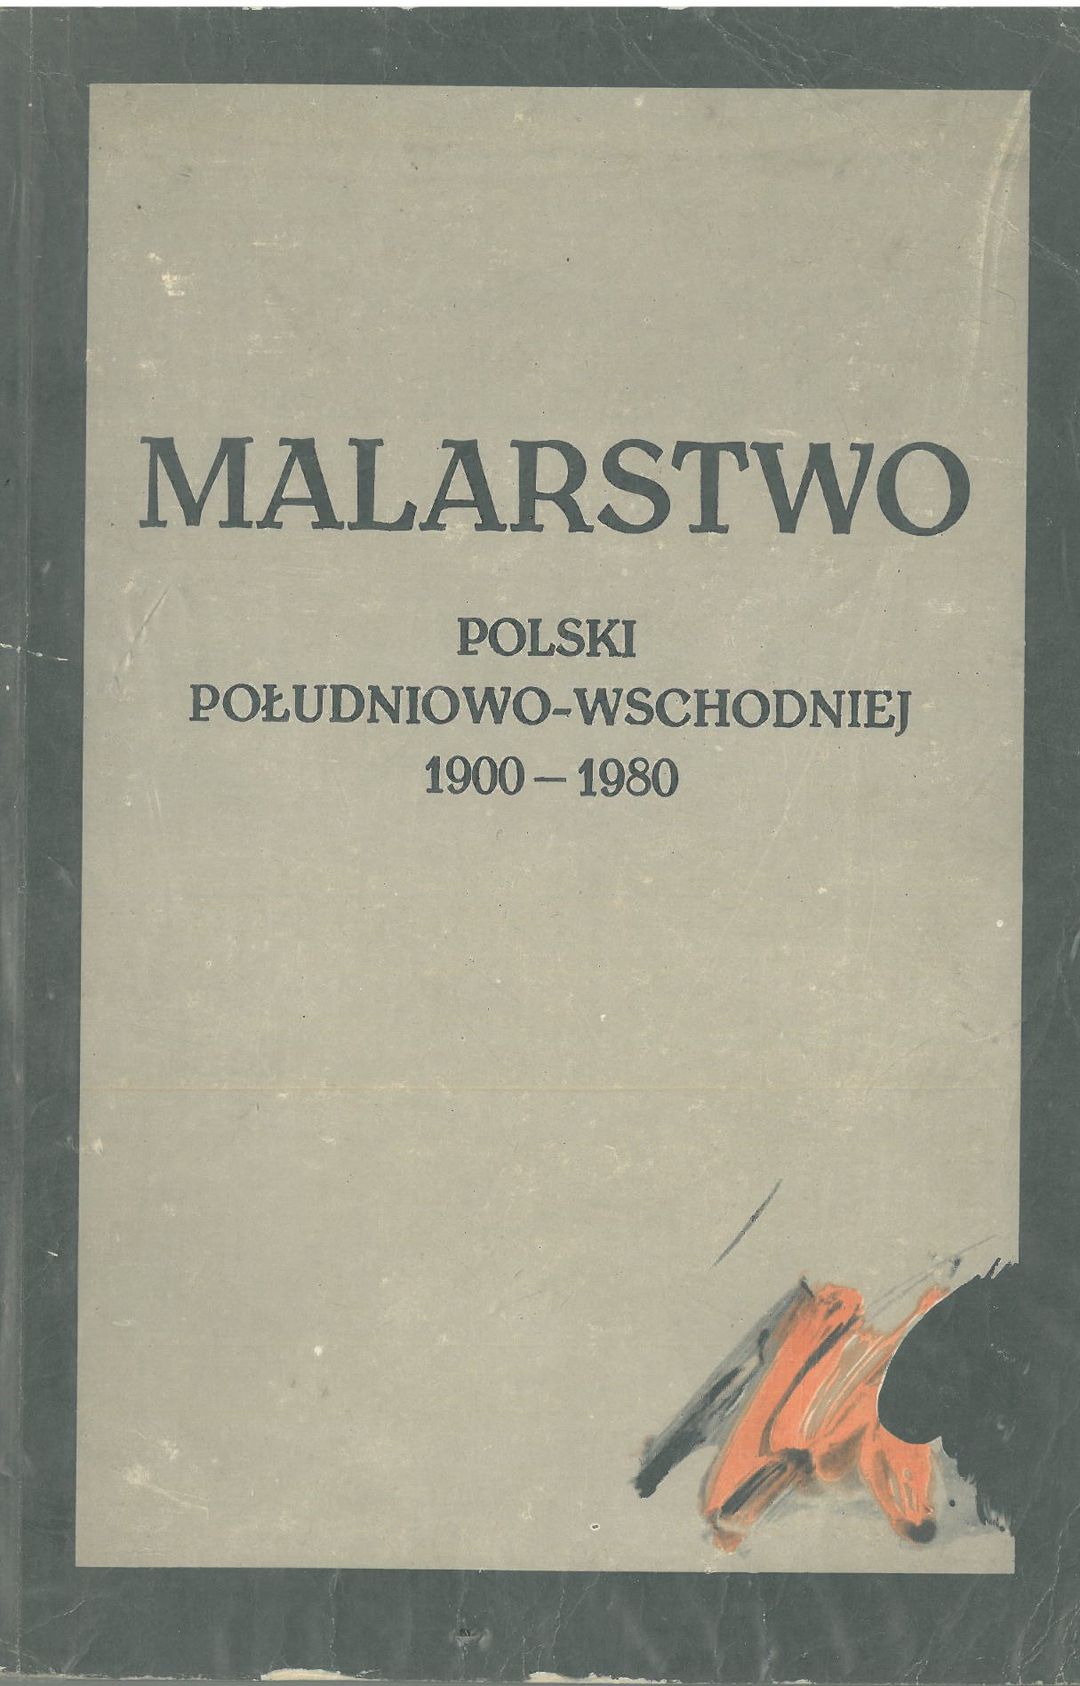 MALARSTWO
POLSKI
POŁUDNIOWO-WSCHODNIEJ
1900 – 1980